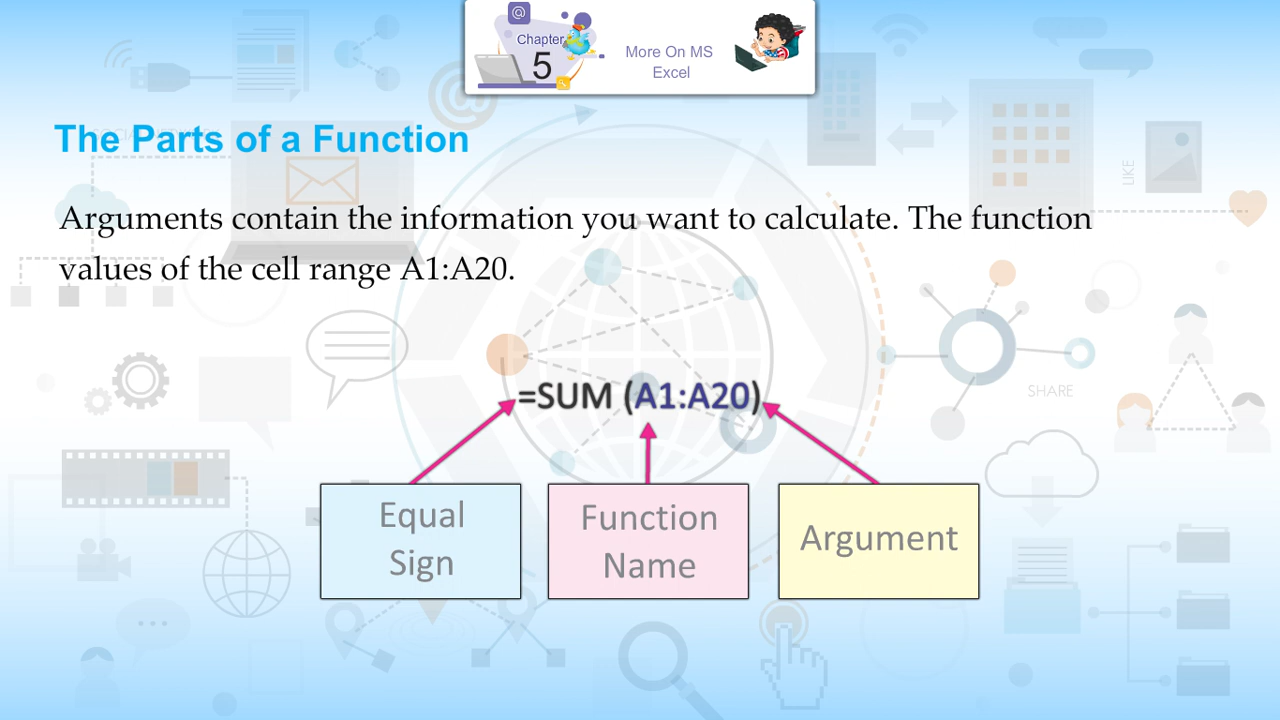 Chapter
5
More On MS
Excel
The Parts of a Function
Arguments contain the information you want to calculate. The function
values of the cell range A1:A20.
=SUM (A1:A20)
Equal
Sign
Function
Name
Argument
LIKE
SHARE